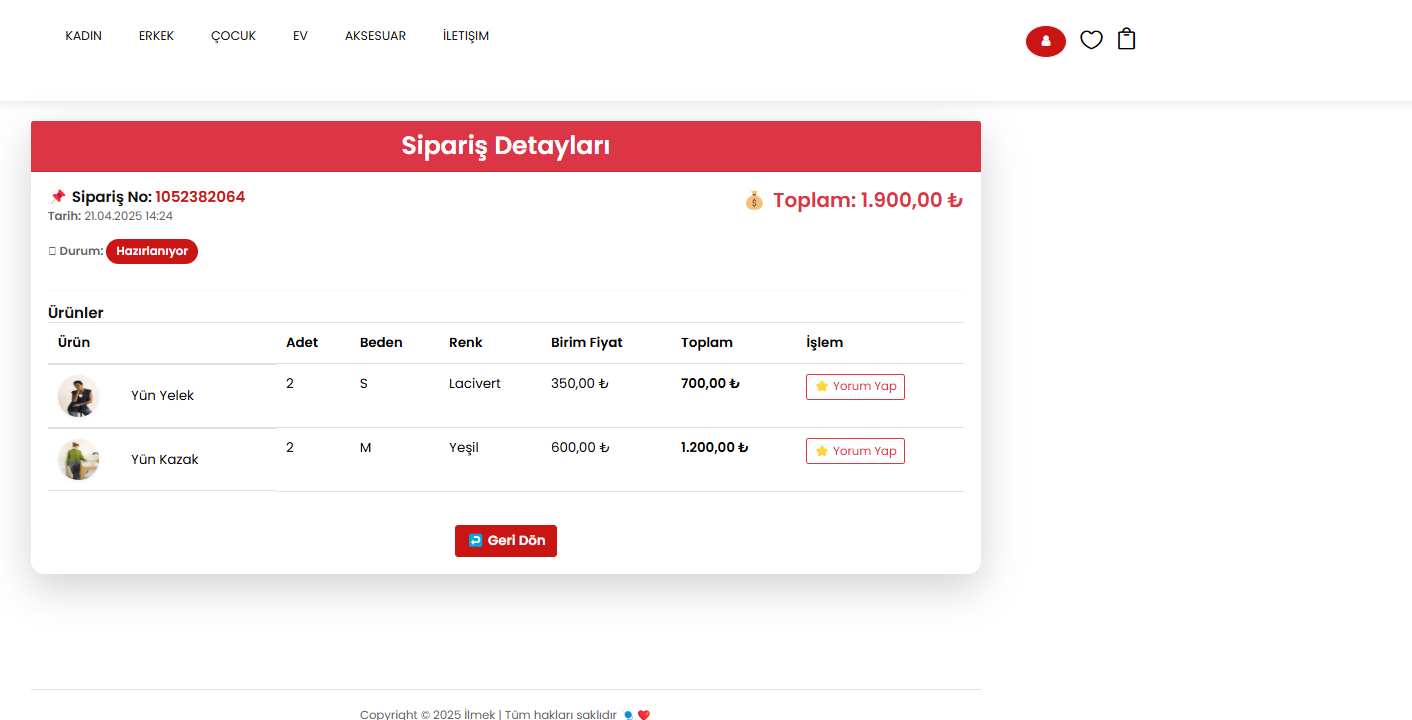 KADIN ERKEK ÇOCUK EV AKSESUAR İLETIŞIM
Sipariş Detayları
📌 Sipariş No: 1052382064
💰 Toplam: 1.900,00 ₺
Tarih: 21.04.2025 14:24
Durum: Hazırlanıyor
Ürünler
Ürün Adet Beden Renk Birim Fiyat Toplam İşlem
Yün Yelek 2 S Lacivert 350,00 ₺ 700,00 ₺ ⭐ Yorum Yap
Yün Kazak 2 M Yeşil 600,00 ₺ 1.200,00 ₺ ⭐ Yorum Yap
↩️ Geri Dön
Copyright © 2025 İlmek | Tüm hakları saklıdır ❤️